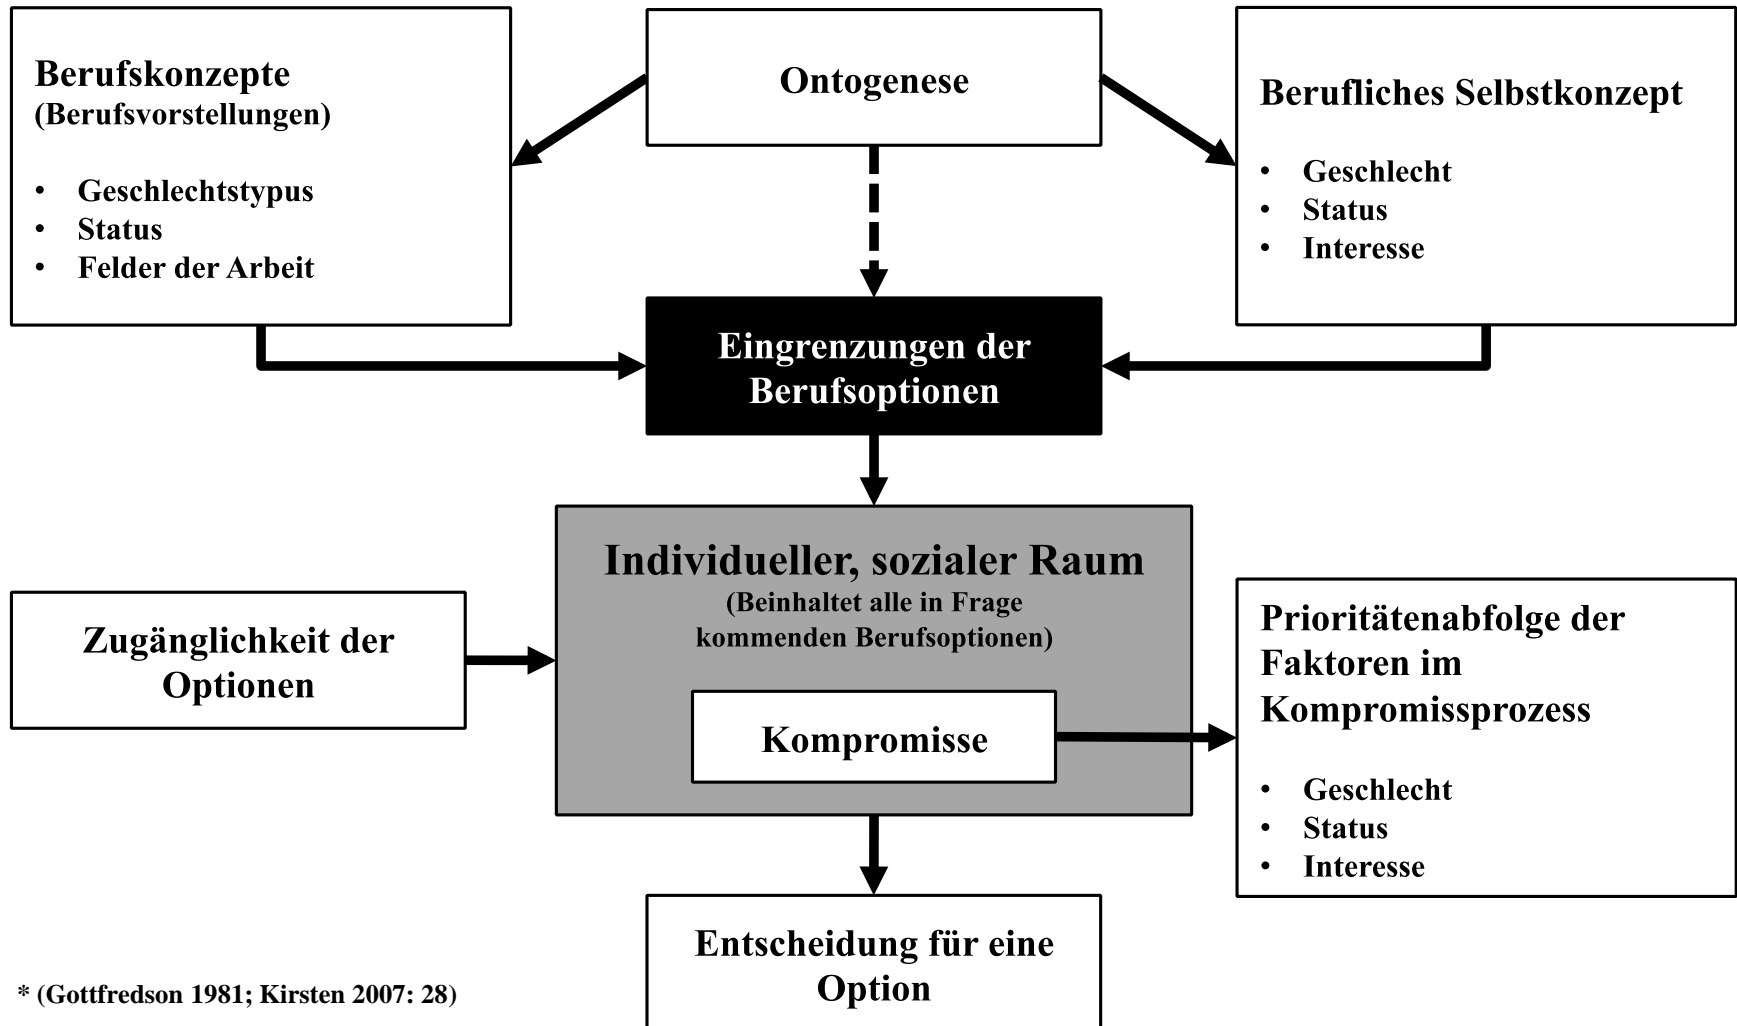 Berufskonzepte
(Berufsvorstellungen)
• Geschlechtstypus
• Status
• Felder der Arbeit
Ontogenese
Berufliches Selbstkonzept
• Geschlecht
• Status
• Interesse
Eingrenzungen der
Berufsoptionen
Individueller, sozialer Raum
(Beinhaltet alle in Frage
kommenden Berufsoptionen)
Zugänglichkeit der
Optionen
Kompromisse
Prioritätenabfolge der
Faktoren im
Kompromissprozess
• Geschlecht
• Status
• Interesse
Entscheidung für eine
Option
* (Gottfredson 1981; Kirsten 2007: 28)